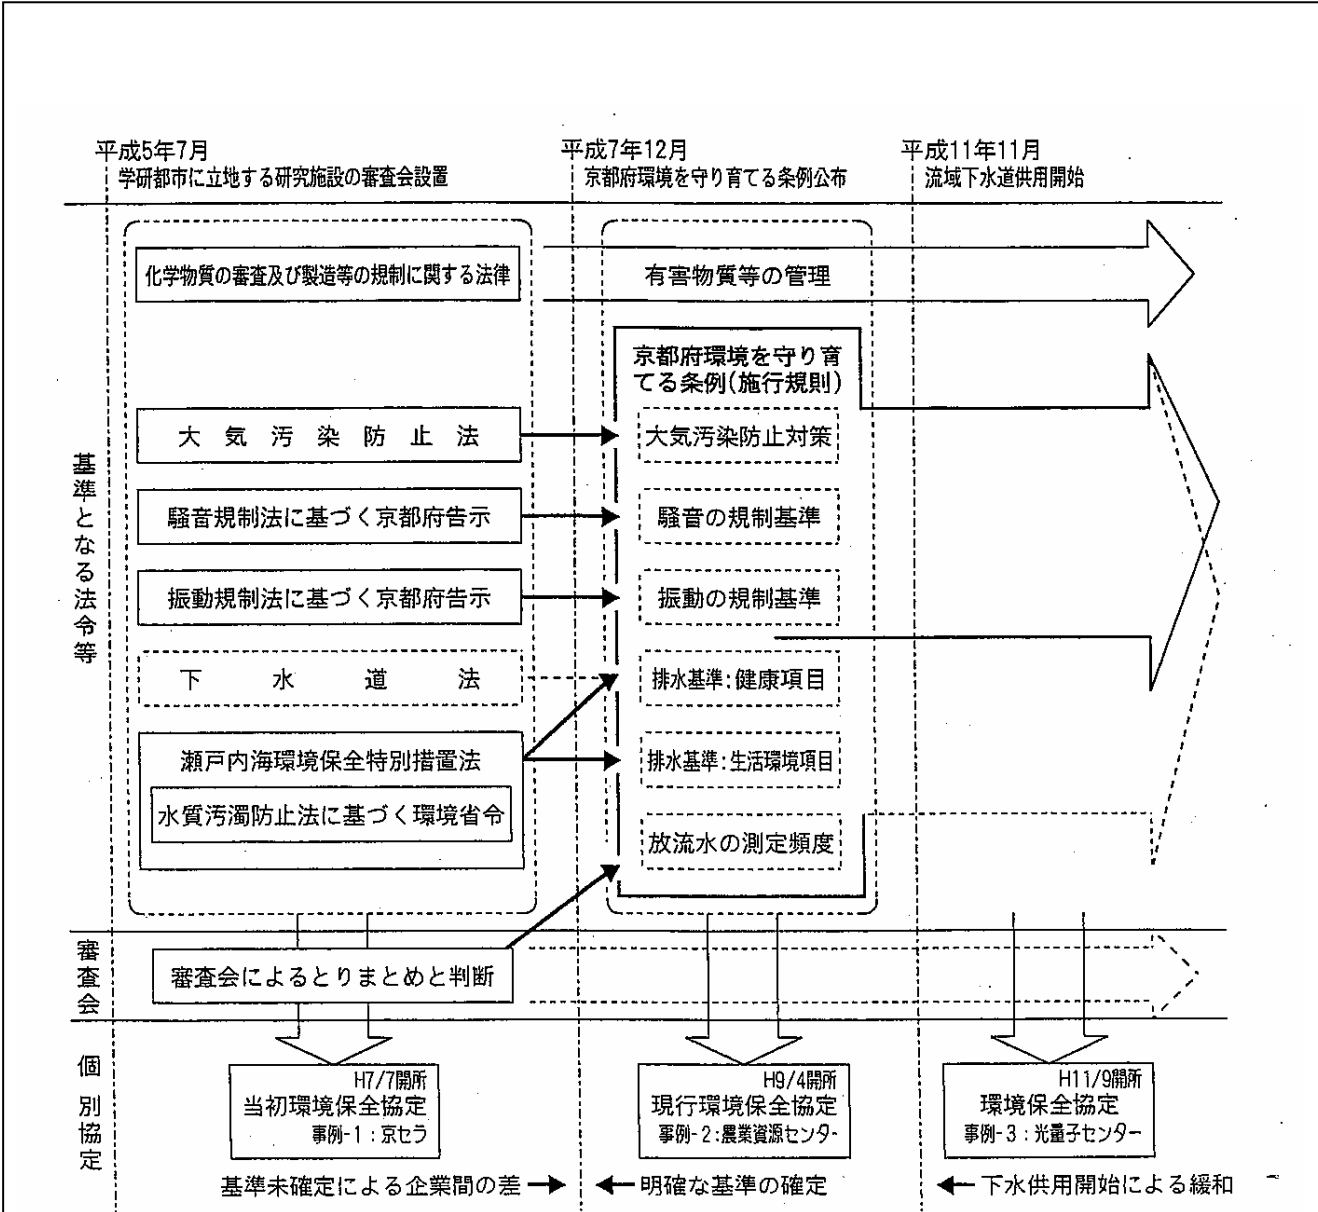 平成5年7月
学研都市に立地する研究施設の審査会設置
平成7年12月
京都府環境を守り育てる条例公布
平成11年11月
流域下水道供用開始
基準となる法令等
化学物質の審査及び製造等の規制に関する法律
有害物質等の管理
京都府環境を守り育
てる条例(施行規則)
大気汚染防止法
大気汚染防止対策
騒音規制法に基づく京都府告示
騒音の規制基準
振動規制法に基づく京都府告示
振動の規制基準
下水道法
排水基準:健康項目
瀬戸内海環境保全特別措置法
排水基準:生活環境項目
水質汚濁防止法に基づく環境省令
放流水の測定頻度
審査会
審査会によるとりまとめと判断
個別協定
H7/7開所
当初環境保全協定
事例-1:京セラ
H9/4開所
現行環境保全協定
事例-2:農業資源センター
H11/9開所
環境保全協定
事例-3:光量子センター
基準未確定による企業間の差
明確な基準の確定
下水供用開始による緩和